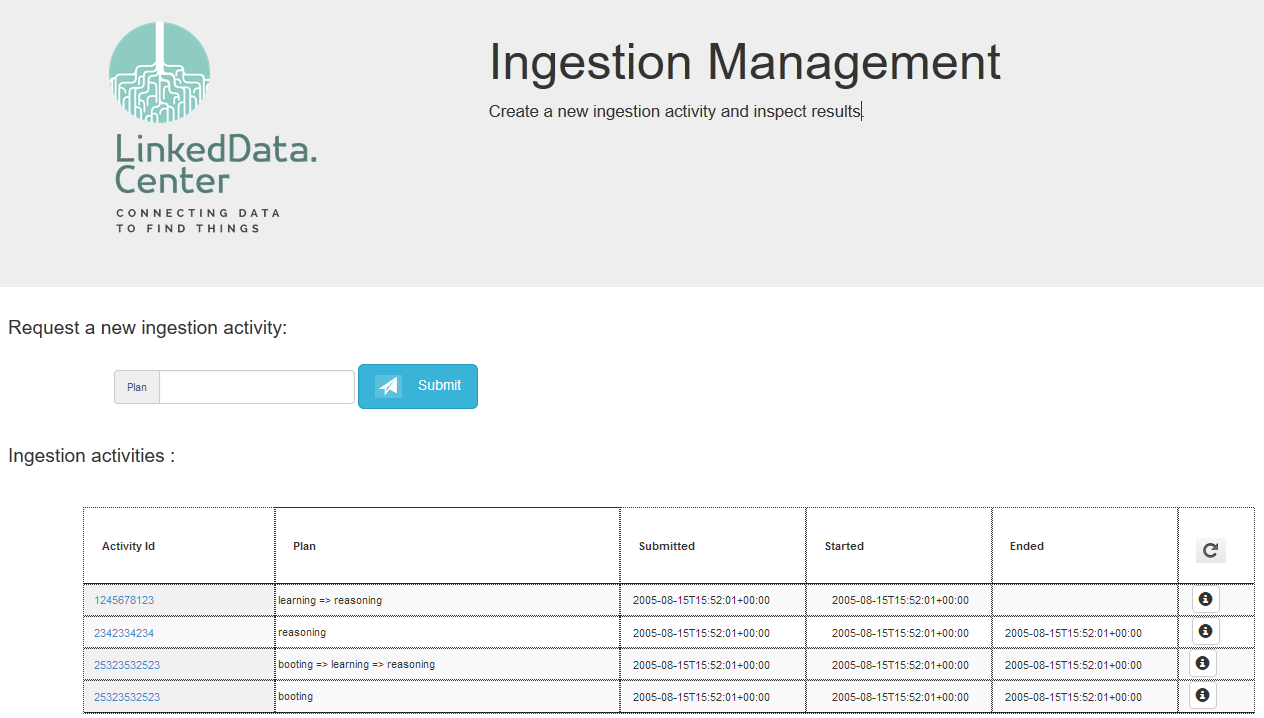 LinkedData.
Center
CONNECTING DATA
TO FIND THINGS
Ingestion Management
Create a new ingestion activity and inspect results.
Request a new ingestion activity:
Plan
Submit
Ingestion activities :
Activity Id Plan Submitted Started Ended
1245678123 learning => reasoning 2005-08-15T15:52:01+00:00 2005-08-15T15:52:01+00:00
2342334234 reasoning 2005-08-15T15:52:01+00:00 2005-08-15T15:52:01+00:00 2005-08-15T15:52:01+00:00
25323532523 booting => learning => reasoning 2005-08-15T15:52:01+00:00 2005-08-15T15:52:01+00:00 2005-08-15T15:52:01+00:00
25323532523 booting 2005-08-15T15:52:01+00:00 2005-08-15T15:52:01+00:00 2005-08-15T15:52:01+00:00